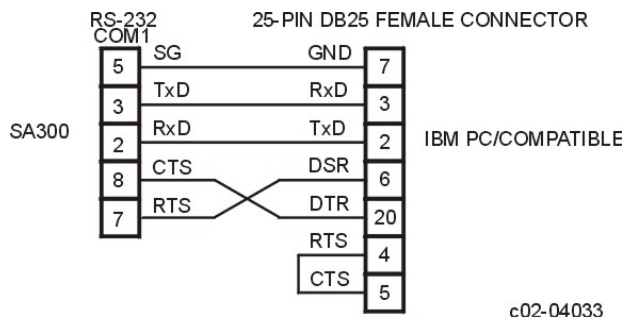 RS-232
COM1
25-PIN DB25 FEMALE CONNECTOR
5 SG GND 7
3 TxD RxD 3
SA300
2 RxD TxD 2
IBM PC/COMPATIBLE
8 CTS DSR 6
7 RTS DTR 20
RTS 4
CTS 5
c02-04033